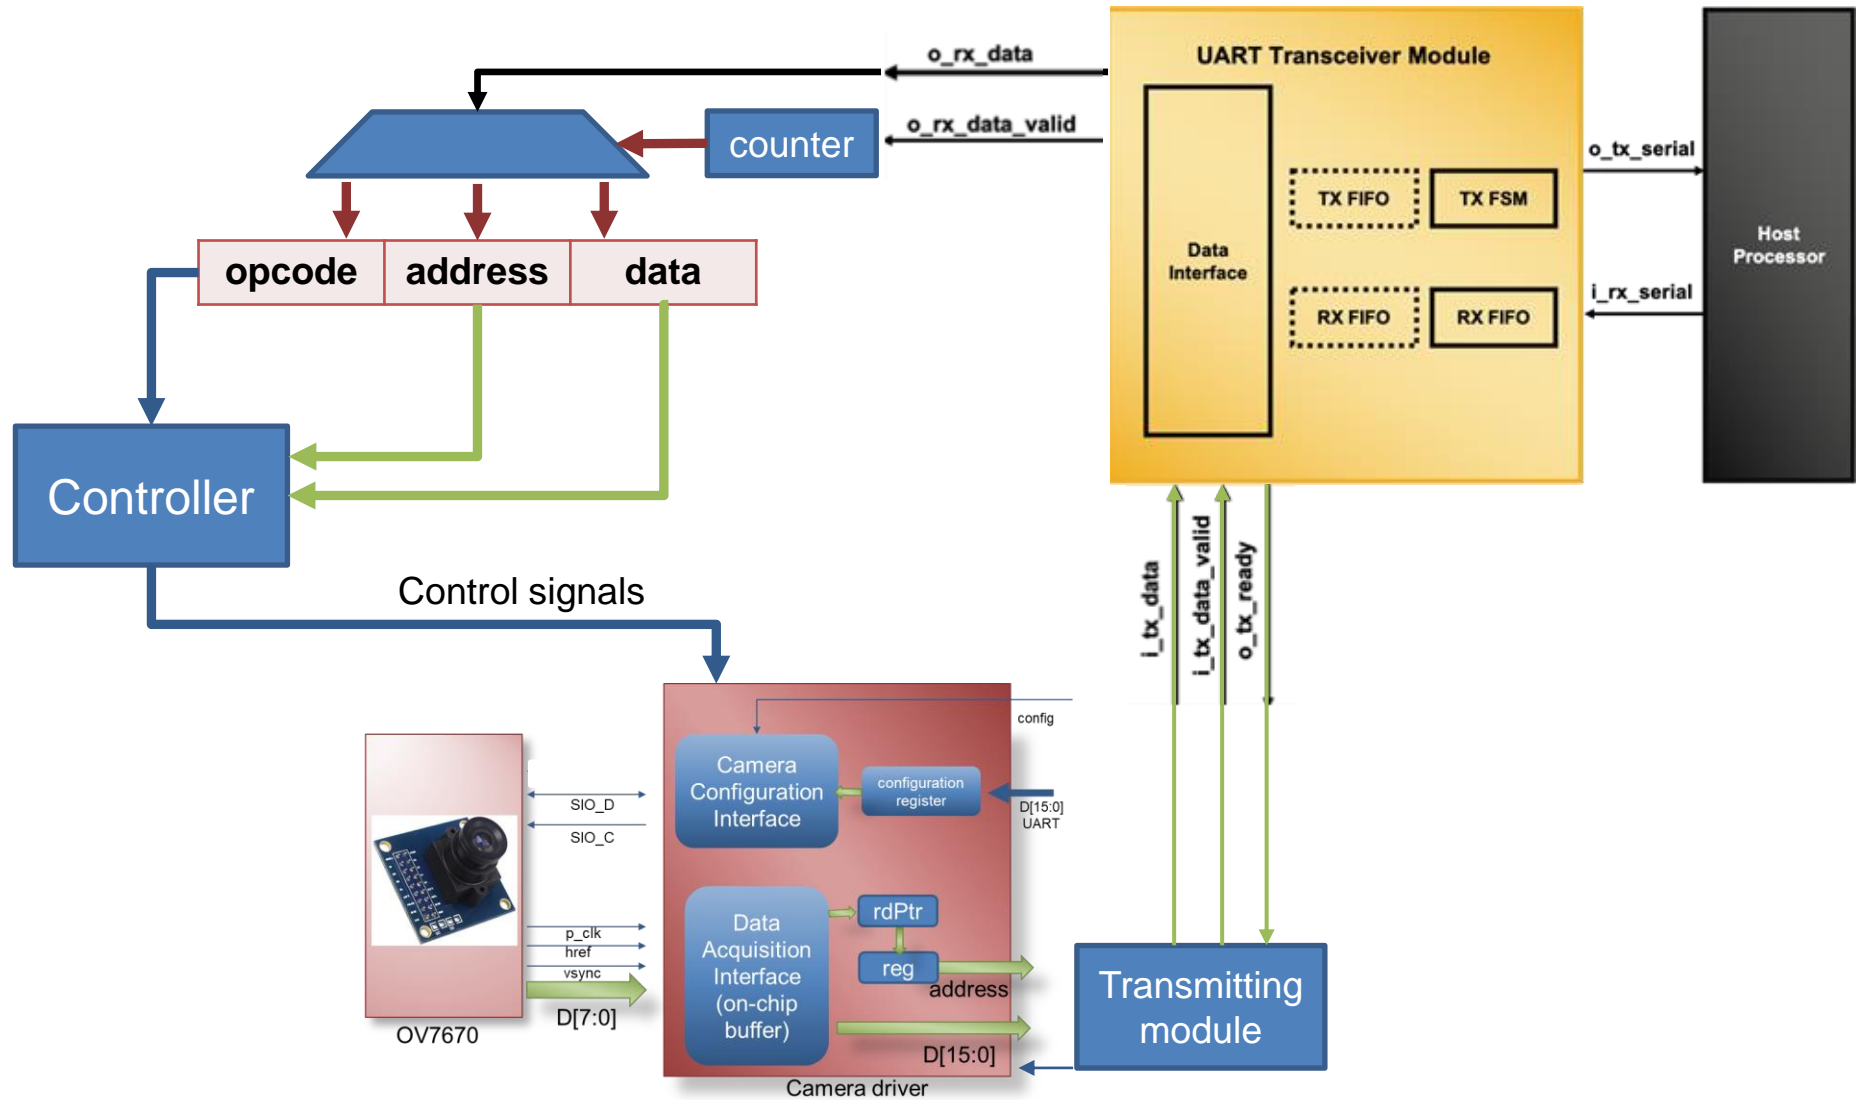 o_rx_data
UART Transceiver Module
counter
o_rx_data_valid
o_tx_serial
TX FIFO
TX FSM
opcode
address
data
Data
Interface
Host
Processor
i_rx_serial
RX FIFO
RX FIFO
Controller
Control signals
i_tx_data
i_tx_data_valid
o_tx_ready
config
Camera
Configuration
Interface
configuration
register
D[15:0]
UART
SIO_D
SIO_C
p_clk
href
vsync
D[7:0]
OV7670
Data
Acquisition
Interface
(on-chip
buffer)
rdPtr
reg
address
D[15:0]
Transmitting
module
Camera driver